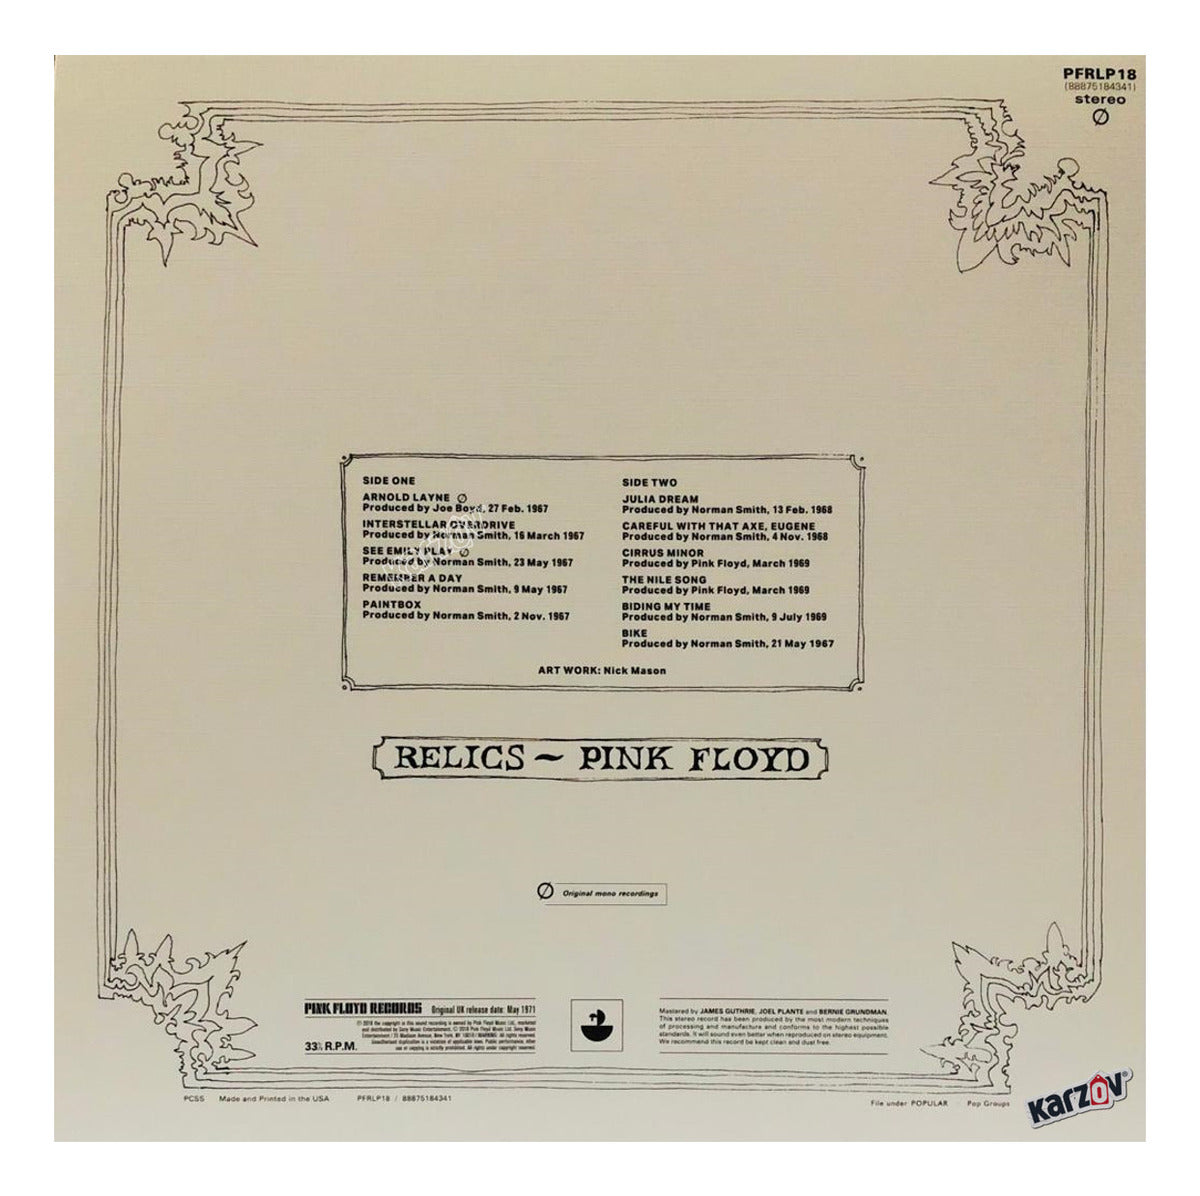 PFRLP18
(88875184341)
stereo
Ø
SIDE ONE
ARNOLD LAYNE Ø
Produced by Joe Boyd, 27 Feb. 1967
INTERSTELLAR OVERDRIVE
Produced by Norman Smith, 16 March 1967
SEE EMILY PLAY Ø
Produced by Norman Smith, 23 May 1967
REMEMBER A DAY
Produced by Norman Smith, 9 May 1967
PAINTBOX
Produced by Norman Smith, 2 Nov. 1967
SIDE TWO
JULIA DREAM
Produced by Norman Smith, 13 Feb. 1968
CAREFUL WITH THAT AXE, EUGENE
Produced by Norman Smith, 4 Nov. 1968
CIRRUS MINOR
Produced by Pink Floyd, March 1969
THE NILE SONG
Produced by Pink Floyd, March 1969
BIDING MY TIME
Produced by Norman Smith, 9 July 1969
BIKE
Produced by Norman Smith, 21 May 1967
ART WORK: Nick Mason
RELICS ~ PINK FLOYD
Ø Original mono recordings
PINK FLOYD RECORDS Original UK release date: May 1971
33⅓ R.P.M.
Mastered by JAMES GUTHRIE, JOEL PLANTE and BERNIE GRUNDMAN.
This stereo record has been produced by the most modern techniques
of processing and manufacture and conforms to the highest possible
standards. It will sound even better when reproduced on stereo equipment.
We recommend this record be kept clean and dust free.
PCSS Made and Printed in the USA PFRLP18 / 88875184341
File under POPULAR Pop Groups
KARZOV®